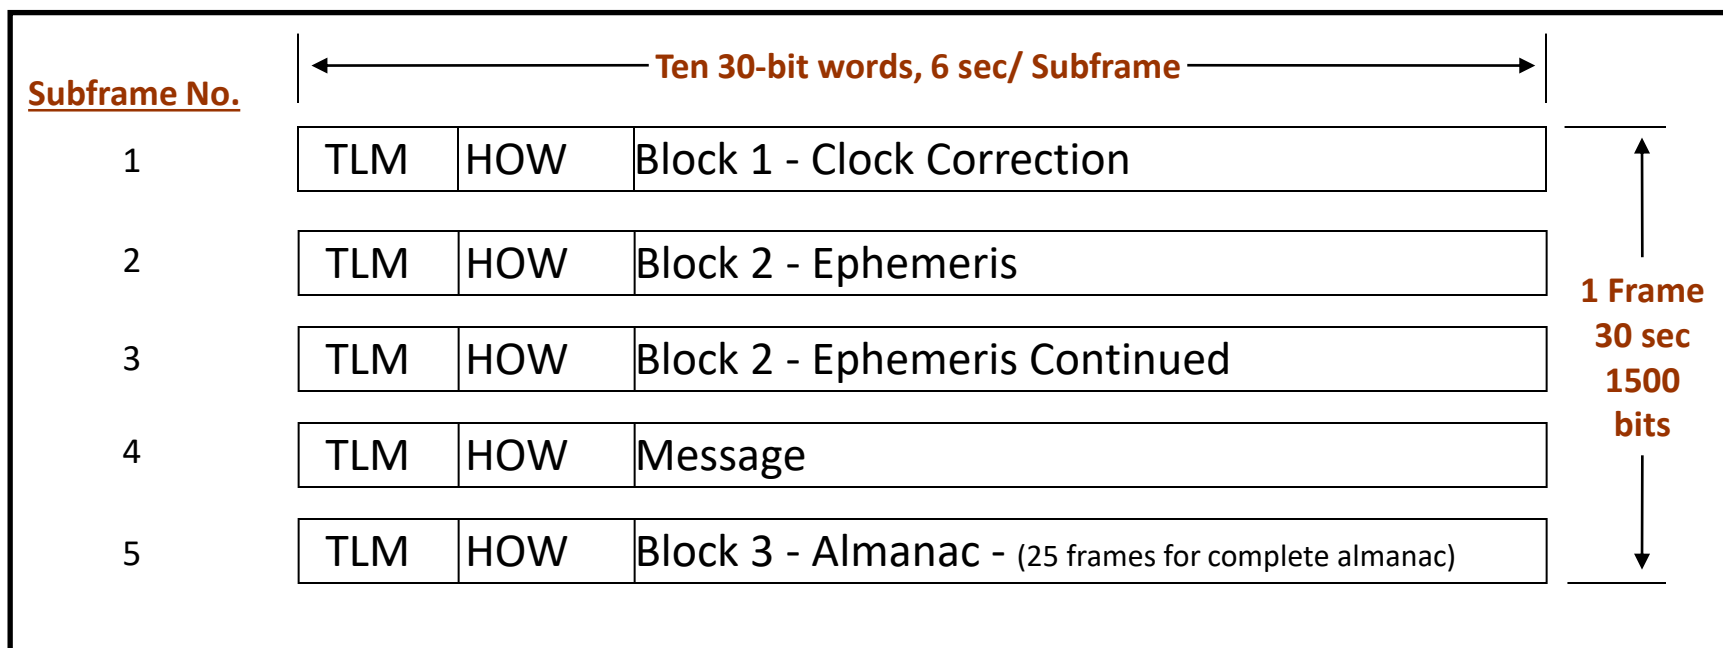 Ten 30-bit words, 6 sec/ Subframe
Subframe No.
1 TLM HOW Block 1 - Clock Correction
2 TLM HOW Block 2 - Ephemeris
3 TLM HOW Block 2 - Ephemeris Continued
4 TLM HOW Message
5 TLM HOW Block 3 - Almanac - (25 frames for complete almanac)
1 Frame
30 sec
1500
bits